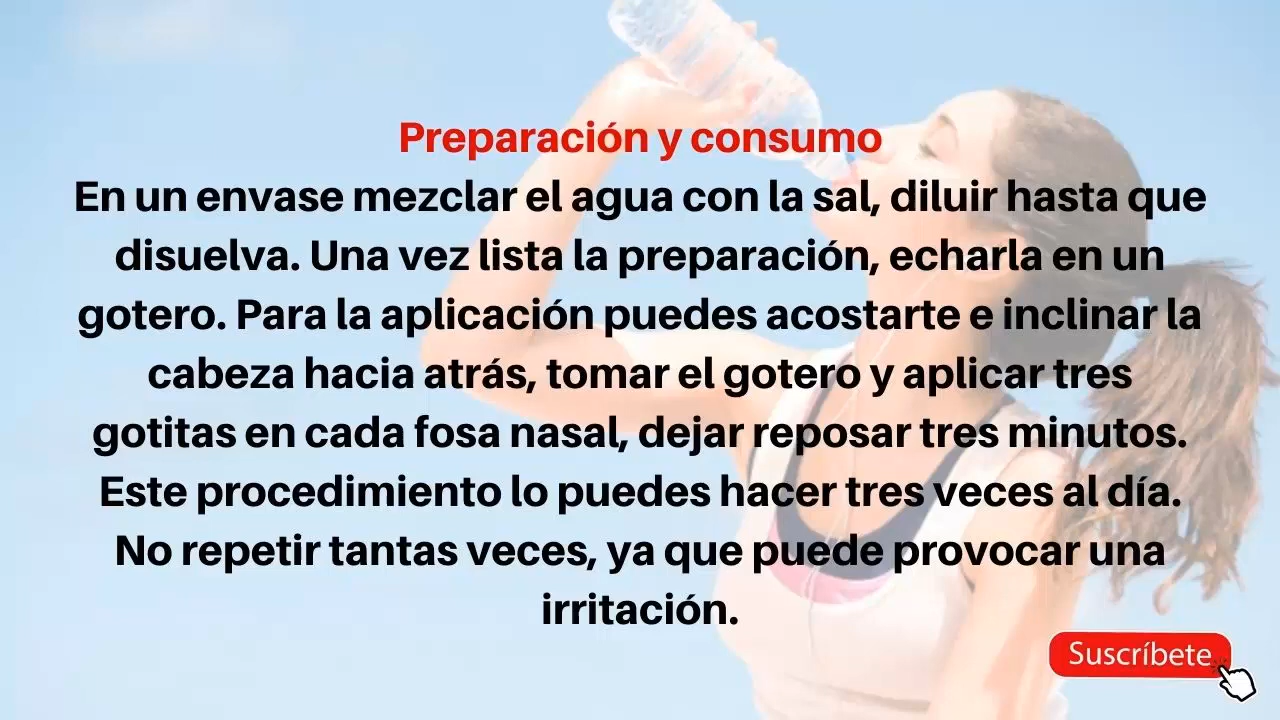 Preparación y consumo
En un envase mezclar el agua con la sal, diluir hasta que
disuelva. Una vez lista la preparación, echarla en un
gotero. Para la aplicación puedes acostarte e inclinar la
cabeza hacia atrás, tomar el gotero y aplicar tres
gotitas en cada fosa nasal, dejar reposar tres minutos.
Este procedimiento lo puedes hacer tres veces al día.
No repetir tantas veces, ya que puede provocar una
irritación.
Suscríbete